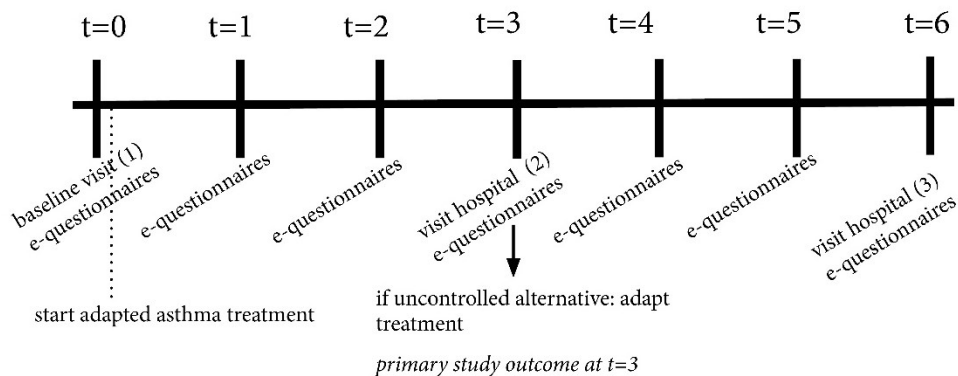 t=0 t=1 t=2 t=3 t=4 t=5 t=6
baseline visit (1)
e-questionnaires
e-questionnaires
e-questionnaires
visit hospital (2)
e-questionnaires
e-questionnaires
e-questionnaires
visit hospital (3)
e-questionnaires
start adapted asthma treatment
if uncontrolled alternative: adapt
treatment
primary study outcome at t=3